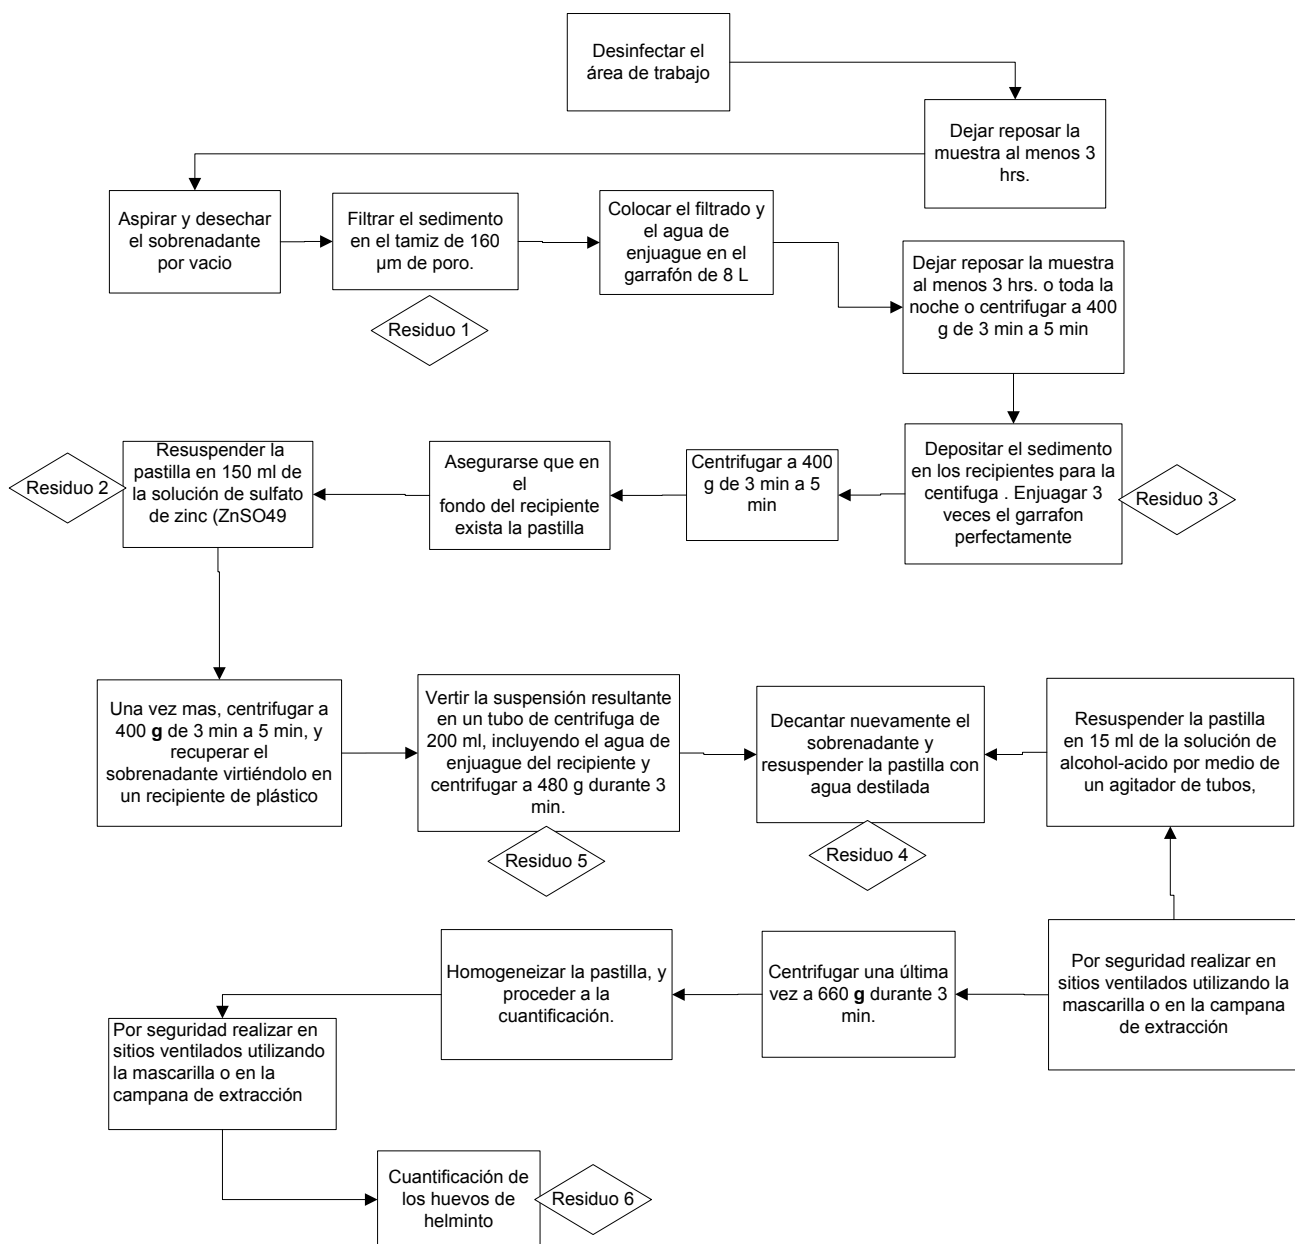 Desinfectar el
área de trabajo
Dejar reposar la
muestra al menos 3
hrs.
Aspirar y desechar
el sobrenadante
por vacio
Filtrar el sedimento
en el tamiz de 160
µm de poro.
Residuo 1
Colocar el filtrado y
el agua de
enjuague en el
garrafón de 8 L
Dejar reposar la muestra
al menos 3 hrs. o toda la
noche o centrifugar a 400
g de 3 min a 5 min
Depositar el sedimento
en los recipientes para la
centifuga . Enjuagar 3
veces el garrafon
perfectamente
Residuo 3
Centrifugar a 400
g de 3 min a 5
min
Asegurarse que en
el
fondo del recipiente
exista la pastilla
Resuspender la
pastilla en 150 ml de
la solución de sulfato
de zinc (ZnSO49
Residuo 2
Una vez mas, centrifugar a
400 g de 3 min a 5 min, y
recuperar el
sobrenadante virtiéndolo en
un recipiente de plástico
Vertir la suspensión resultante
en un tubo de centrifuga de
200 ml, incluyendo el agua de
enjuague del recipiente y
centrifugar a 480 g durante 3
min.
Residuo 5
Decantar nuevamente el
sobrenadante y
resuspender la pastilla con
agua destilada
Residuo 4
Resuspender la pastilla
en 15 ml de la solución de
alcohol-acido por medio de
un agitador de tubos,
Por seguridad realizar en
sitios ventilados utilizando la
mascarilla o en la campana
de extracción
Centrifugar una última
vez a 660 g durante 3
min.
Homogeneizar la pastilla, y
proceder a la
cuantificación.
Por seguridad realizar en
sitios ventilados utilizando
la mascarilla o en la
campana de extracción
Cuantificación de
los huevos de
helminto
Residuo 6